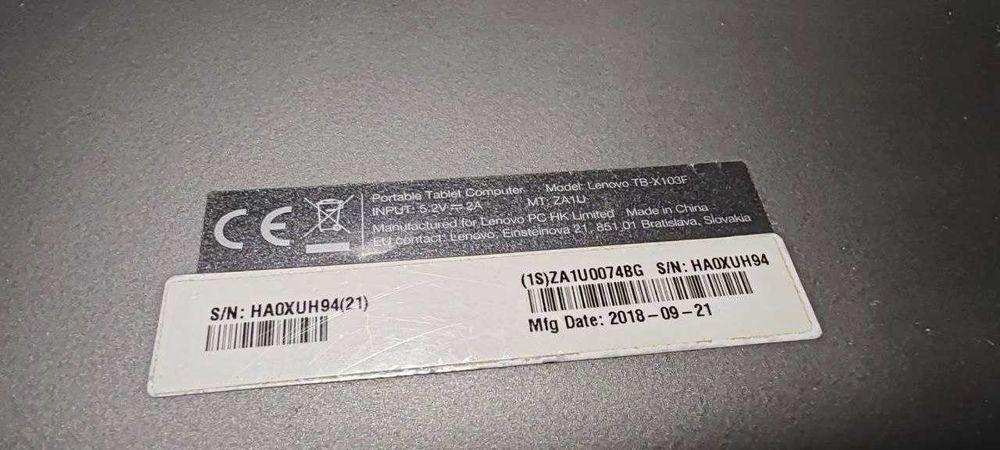 CE
Portable Tablet Computer Model: Lenovo TB-X103F
INPUT: 5.2V⎓2A MT: ZA1U
Manufactured for Lenovo PC HK Limited Made in China
EU contact: Lenovo, Einsteinova 21, 851 01 Bratislava, Slovakia
S/N: HA0XUH94(21)
(1S)ZA1U0074BG S/N: HA0XUH94
Mfg Date: 2018-09-21